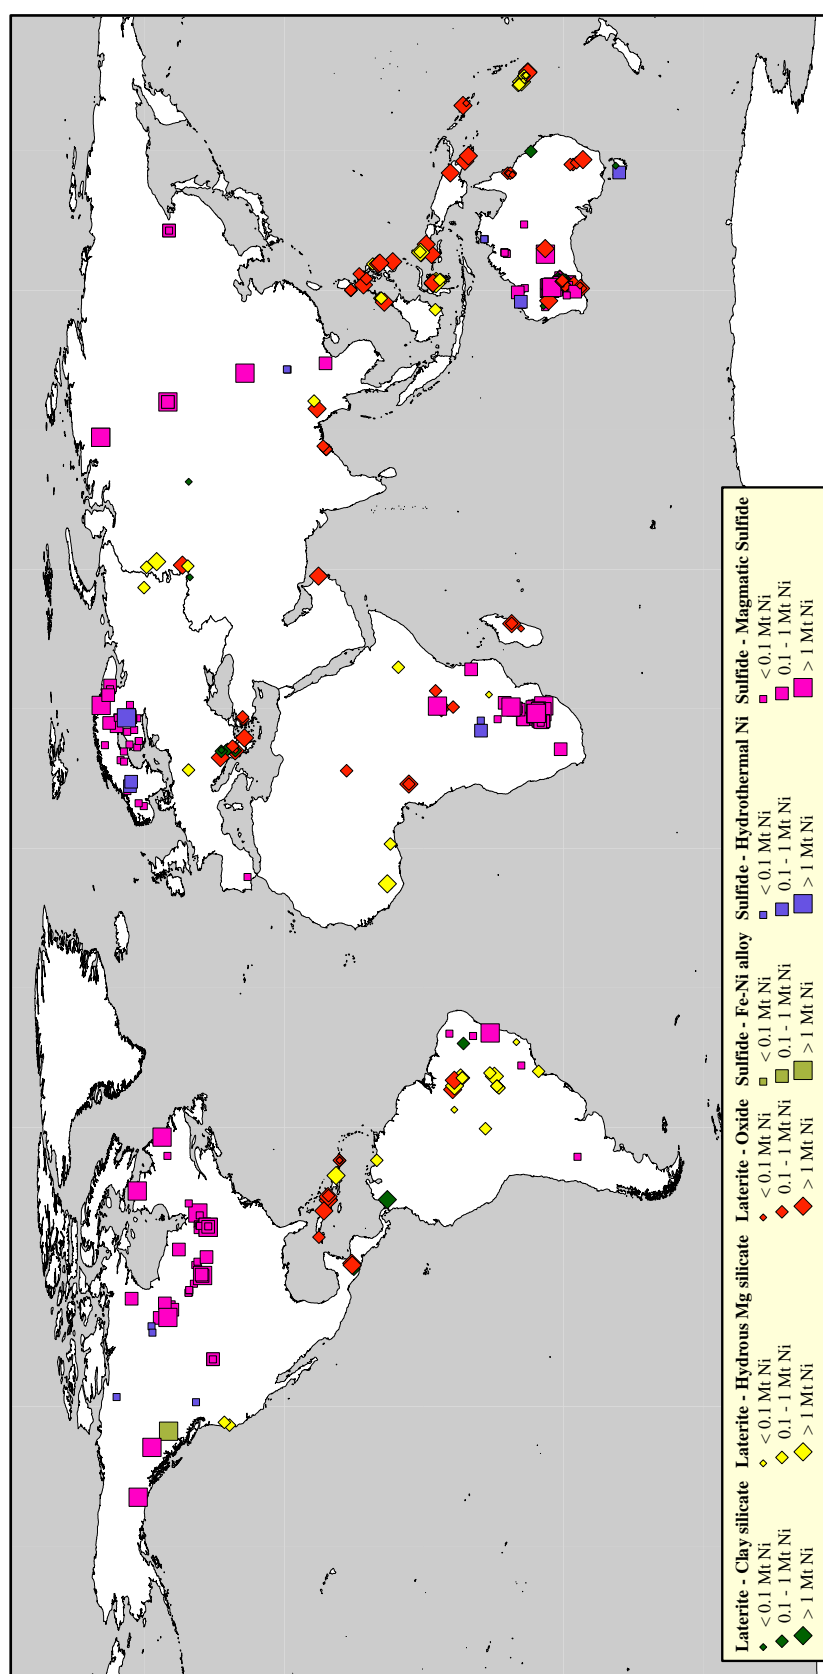 Laterite - Clay silicate
< 0.1 Mt Ni
0.1 - 1 Mt Ni
> 1 Mt Ni
Laterite - Hydrous Mg silicate
< 0.1 Mt Ni
0.1 - 1 Mt Ni
> 1 Mt Ni
Laterite - Oxide
< 0.1 Mt Ni
0.1 - 1 Mt Ni
> 1 Mt Ni
Sulfide - Fe-Ni alloy
< 0.1 Mt Ni
0.1 - 1 Mt Ni
> 1 Mt Ni
Sulfide - Hydrothermal Ni
< 0.1 Mt Ni
0.1 - 1 Mt Ni
> 1 Mt Ni
Sulfide - Magmatic Sulfide
< 0.1 Mt Ni
0.1 - 1 Mt Ni
> 1 Mt Ni